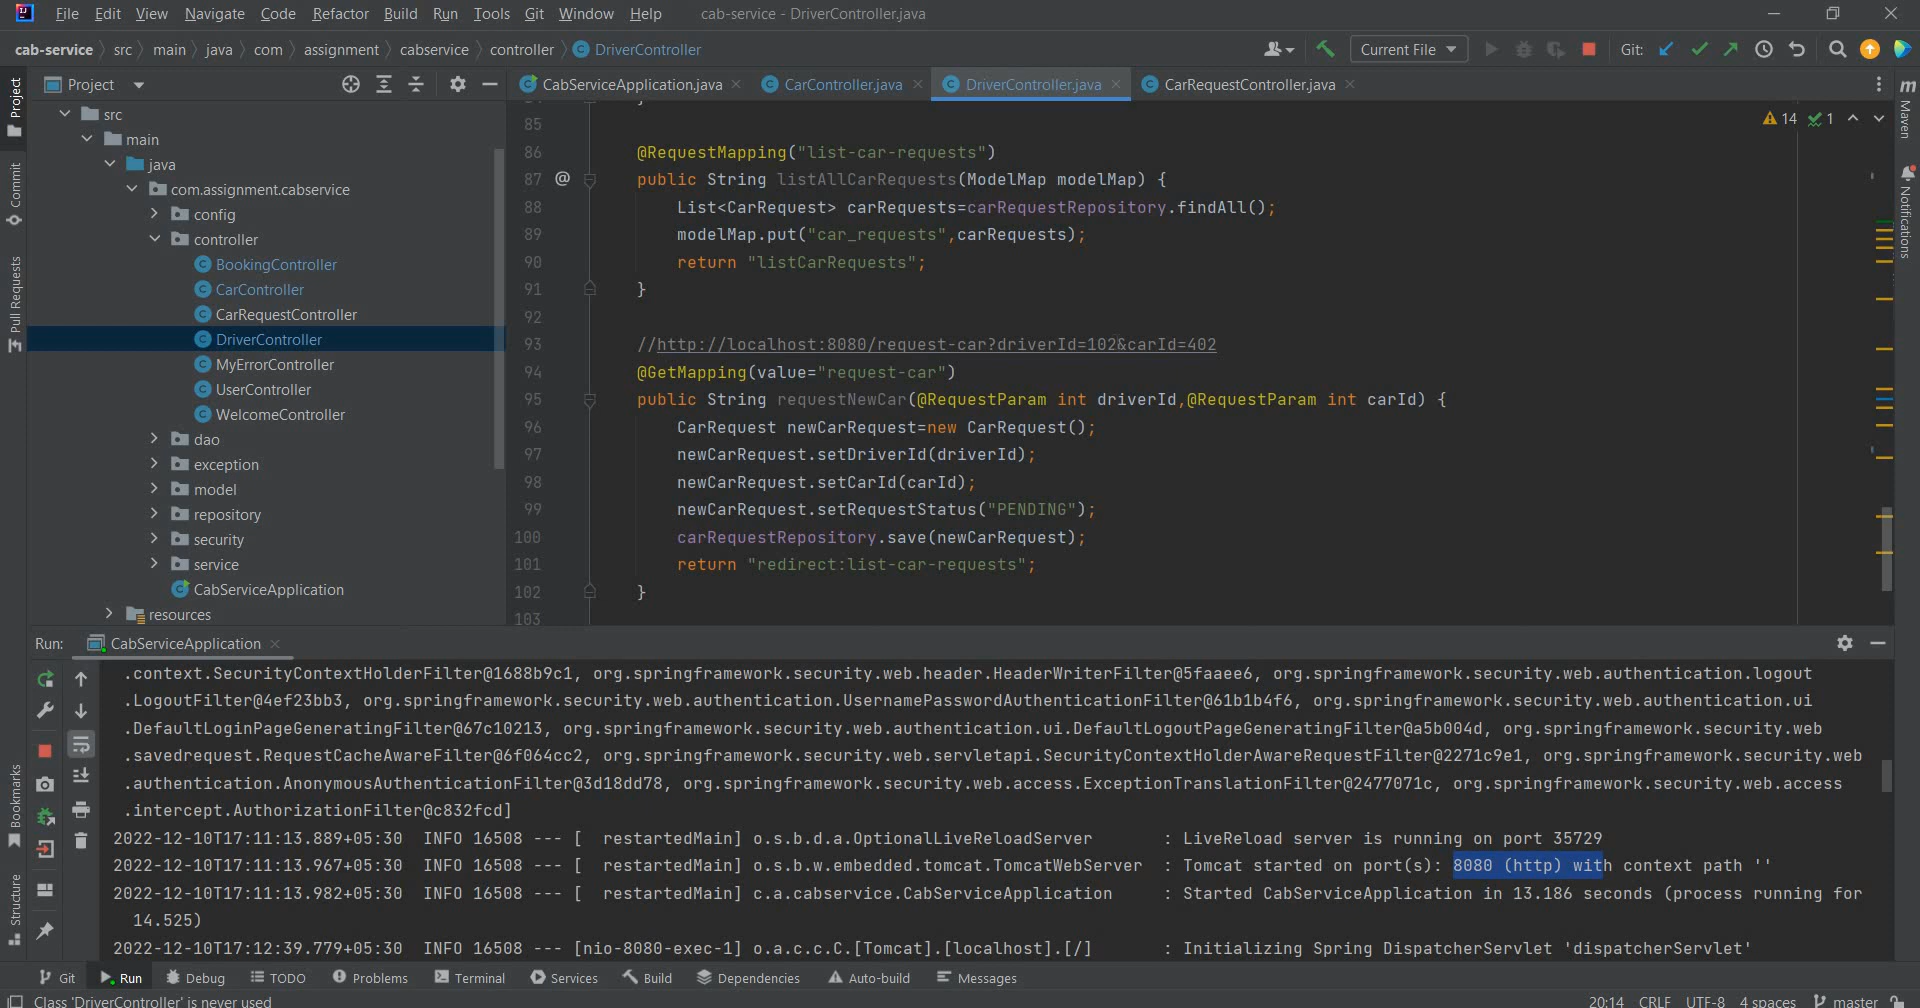 File Edit View Navigate Code Refactor Build Run Tools Git Window Help cab-service - DriverController.java
cab-service src main java com assignment cabservice controller DriverController Current File Git:
Project CabServiceApplication.java CarController.java DriverController.java CarRequestController.java
Project
Commit
Pull Requests
Bookmarks
Structure
Maven
Notifications
src
main
java
com.assignment.cabservice
config
controller
BookingController
CarController
CarRequestController
DriverController
MyErrorController
UserController
WelcomeController
dao
exception
model
repository
security
service
CabServiceApplication
resources
14 1
85
86 @RequestMapping("list-car-requests")
87 @ public String listAllCarRequests(ModelMap modelMap) {
88 List<CarRequest> carRequests=carRequestRepository.findAll();
89 modelMap.put("car_requests",carRequests);
90 return "listCarRequests";
91 }
92
93 //http://localhost:8080/request-car?driverId=102&carId=402
94 @GetMapping(value="request-car")
95 public String requestNewCar(@RequestParam int driverId,@RequestParam int carId) {
96 CarRequest newCarRequest=new CarRequest();
97 newCarRequest.setDriverId(driverId);
98 newCarRequest.setCarId(carId);
99 newCarRequest.setRequestStatus("PENDING");
100 carRequestRepository.save(newCarRequest);
101 return "redirect:list-car-requests";
102 }
103
Run: CabServiceApplication
.context.SecurityContextHolderFilter@1688b9c1, org.springframework.security.web.header.HeaderWriterFilter@5faaee6, org.springframework.security.web.authentication.logout
.LogoutFilter@4ef23bb3, org.springframework.security.web.authentication.UsernamePasswordAuthenticationFilter@61b1b4f6, org.springframework.security.web.authentication.ui
.DefaultLoginPageGeneratingFilter@67c10213, org.springframework.security.web.authentication.ui.DefaultLogoutPageGeneratingFilter@a5b004d, org.springframework.security.web
.savedrequest.RequestCacheAwareFilter@6f064cc2, org.springframework.security.web.servletapi.SecurityContextHolderAwareRequestFilter@2271c9e1, org.springframework.security.web
.authentication.AnonymousAuthenticationFilter@3d18dd78, org.springframework.security.web.access.ExceptionTranslationFilter@2477071c, org.springframework.security.web.access
.intercept.AuthorizationFilter@c832fcd]
2022-12-10T17:11:13.889+05:30 INFO 16508 --- [ restartedMain] o.s.b.d.a.OptionalLiveReloadServer : LiveReload server is running on port 35729
2022-12-10T17:11:13.967+05:30 INFO 16508 --- [ restartedMain] o.s.b.w.embedded.tomcat.TomcatWebServer : Tomcat started on port(s): 8080 (http) with context path ''
2022-12-10T17:11:13.982+05:30 INFO 16508 --- [ restartedMain] c.a.cabservice.CabServiceApplication : Started CabServiceApplication in 13.186 seconds (process running for
14.525)
2022-12-10T17:12:39.779+05:30 INFO 16508 --- [nio-8080-exec-1] o.a.c.c.C.[Tomcat].[localhost].[/] : Initializing Spring DispatcherServlet 'dispatcherServlet'
Git Run Debug TODO Problems Terminal Services Build Dependencies Auto-build Messages
Class 'DriverController' is never used 20:14 CRLF UTF-8 4 spaces master